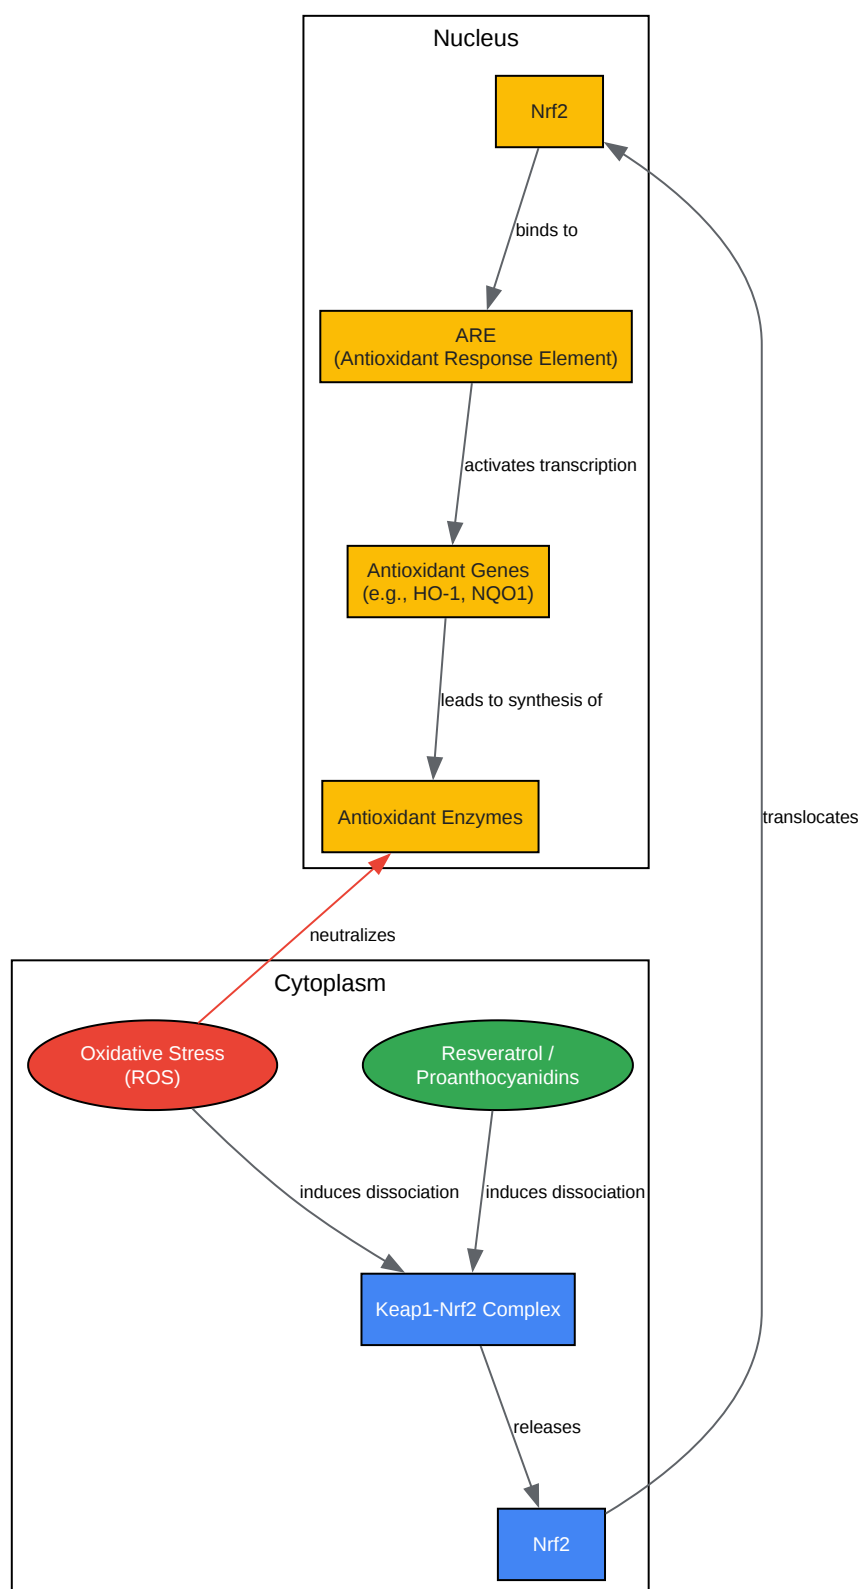 Nucleus
Nrf2
binds to
ARE
(Antioxidant Response Element)
activates transcription
Antioxidant Genes
(e.g., HO-1, NQO1)
leads to synthesis of
Antioxidant Enzymes
translocates
neutralizes
Cytoplasm
Oxidative Stress
(ROS)
Resveratrol /
Proanthocyanidins
induces dissociation
induces dissociation
Keap1-Nrf2 Complex
releases
Nrf2